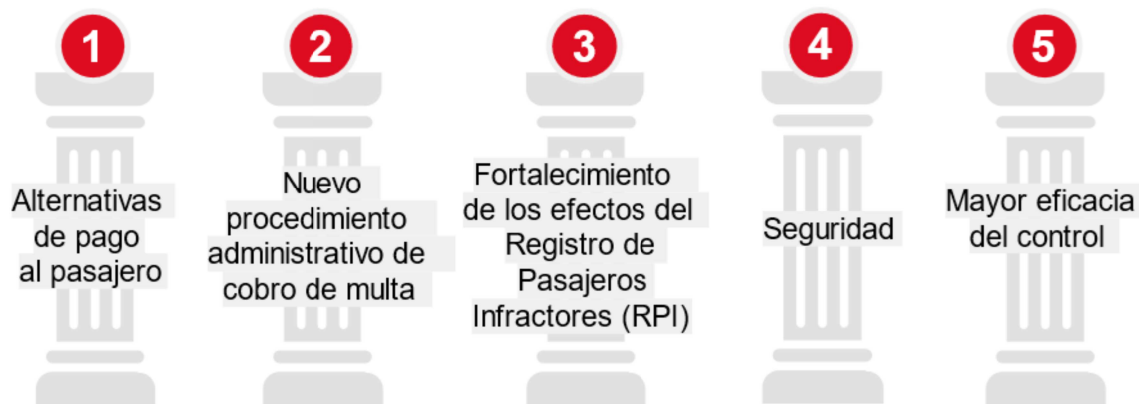 1
Alternativas
de pago
al pasajero
2
Nuevo
procedimiento
administrativo de
cobro de multa
3
Fortalecimiento
de los efectos del
Registro de
Pasajeros
Infractores (RPI)
4
Seguridad
5
Mayor eficacia
del control